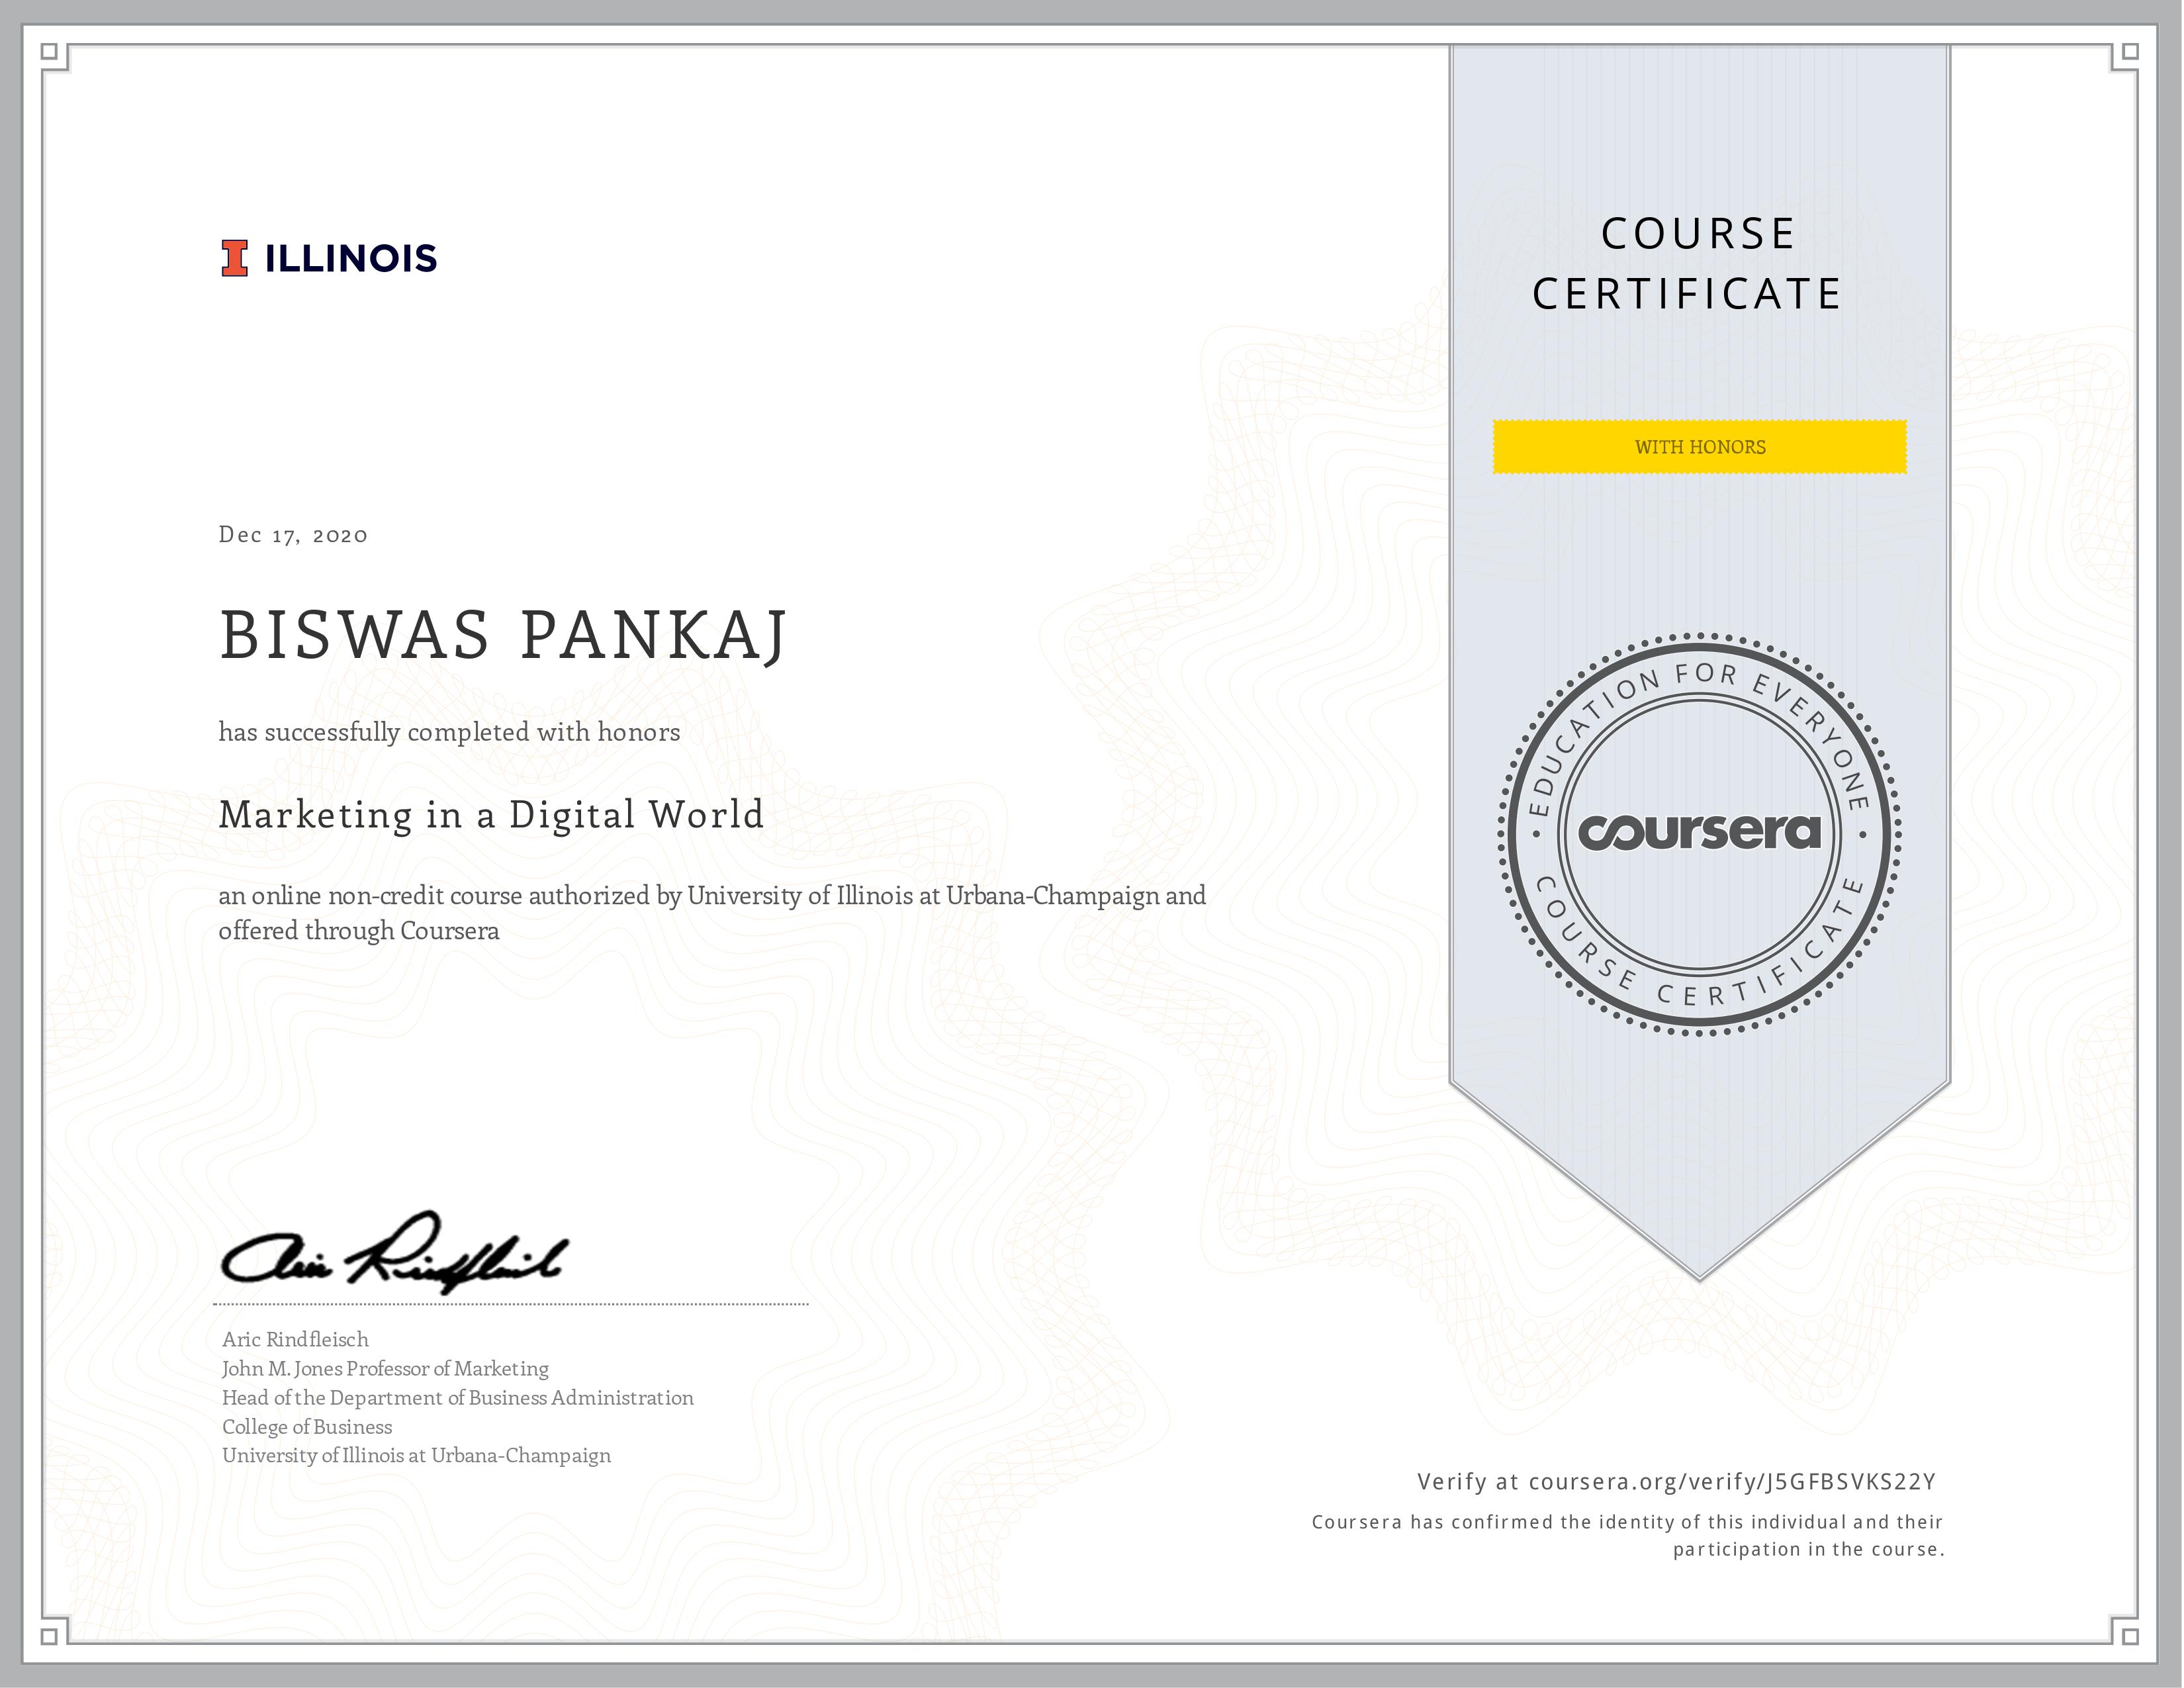 ILLINOIS
COURSE
CERTIFICATE
WITH HONORS
Dec 17, 2020
BISWAS PANKAJ
has successfully completed with honors
Marketing in a Digital World
an online non-credit course authorized by University of Illinois at Urbana-Champaign and
offered through Coursera
EDUCATION FOR EVERYONE
coursera
COURSE CERTIFICATE
Aric Rindfleisch
Aric Rindfleisch
John M. Jones Professor of Marketing
Head of the Department of Business Administration
College of Business
University of Illinois at Urbana-Champaign
Verify at coursera.org/verify/J5GFBSVKS22Y
Coursera has confirmed the identity of this individual and their
participation in the course.